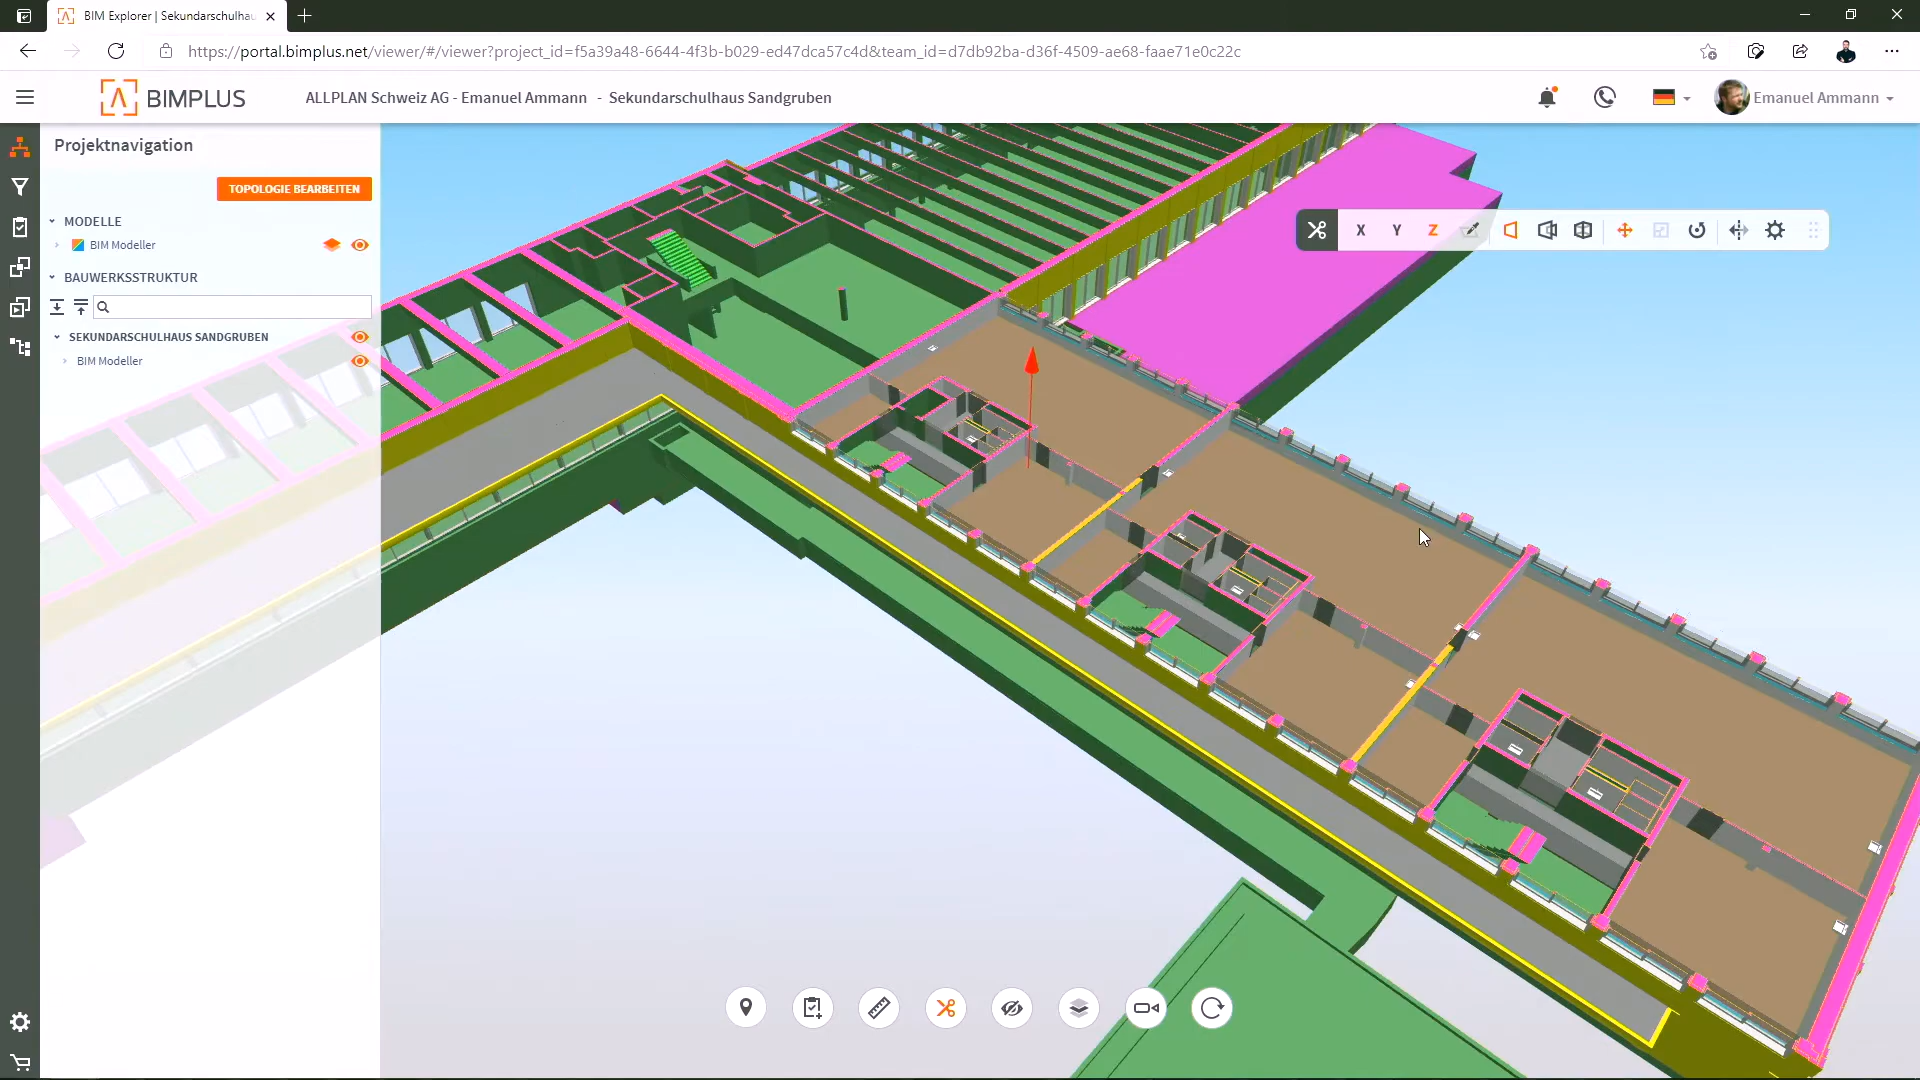 BIM Explorer | Sekundarschulhau
https://portal.bimplus.net/viewer/#/viewer?project_id=f5a39a48-6644-4f3b-b029-ed47dca57c4d&team_id=d7db92ba-d36f-4509-ae68-faae71e0c22c
BIMPLUS
ALLPLAN Schweiz AG - Emanuel Ammann - Sekundarschulhaus Sandgruben
Emanuel Ammann
Projektnavigation
TOPOLOGIE BEARBEITEN
MODELLE
BIM Modeller
BAUWERKSSTRUKTUR
SEKUNDARSCHULHAUS SANDGRUBEN
BIM Modeller
X Y Z